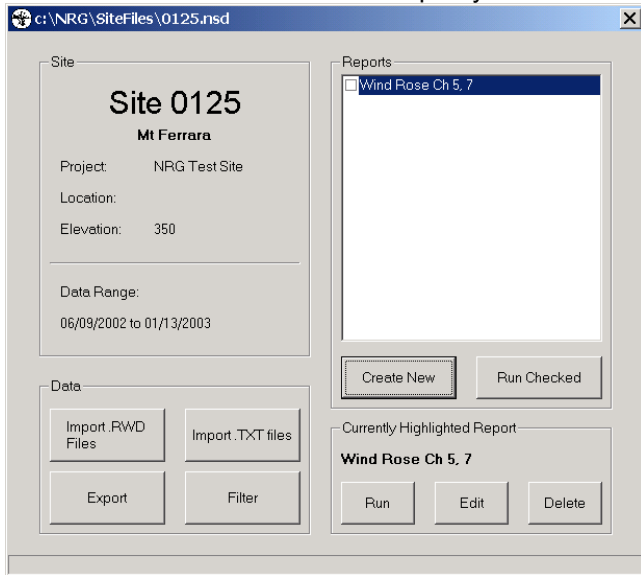 c:\NRG\SiteFiles\0125.nsd
Site
Site 0125
Mt Ferrara
Project: NRG Test Site
Location:
Elevation: 350
Data Range:
06/09/2002 to 01/13/2003
Reports
Wind Rose Ch 5, 7
Create New
Run Checked
Data
Import .RWD
Files
Import .TXT files
Export
Filter
Currently Highlighted Report
Wind Rose Ch 5, 7
Run
Edit
Delete